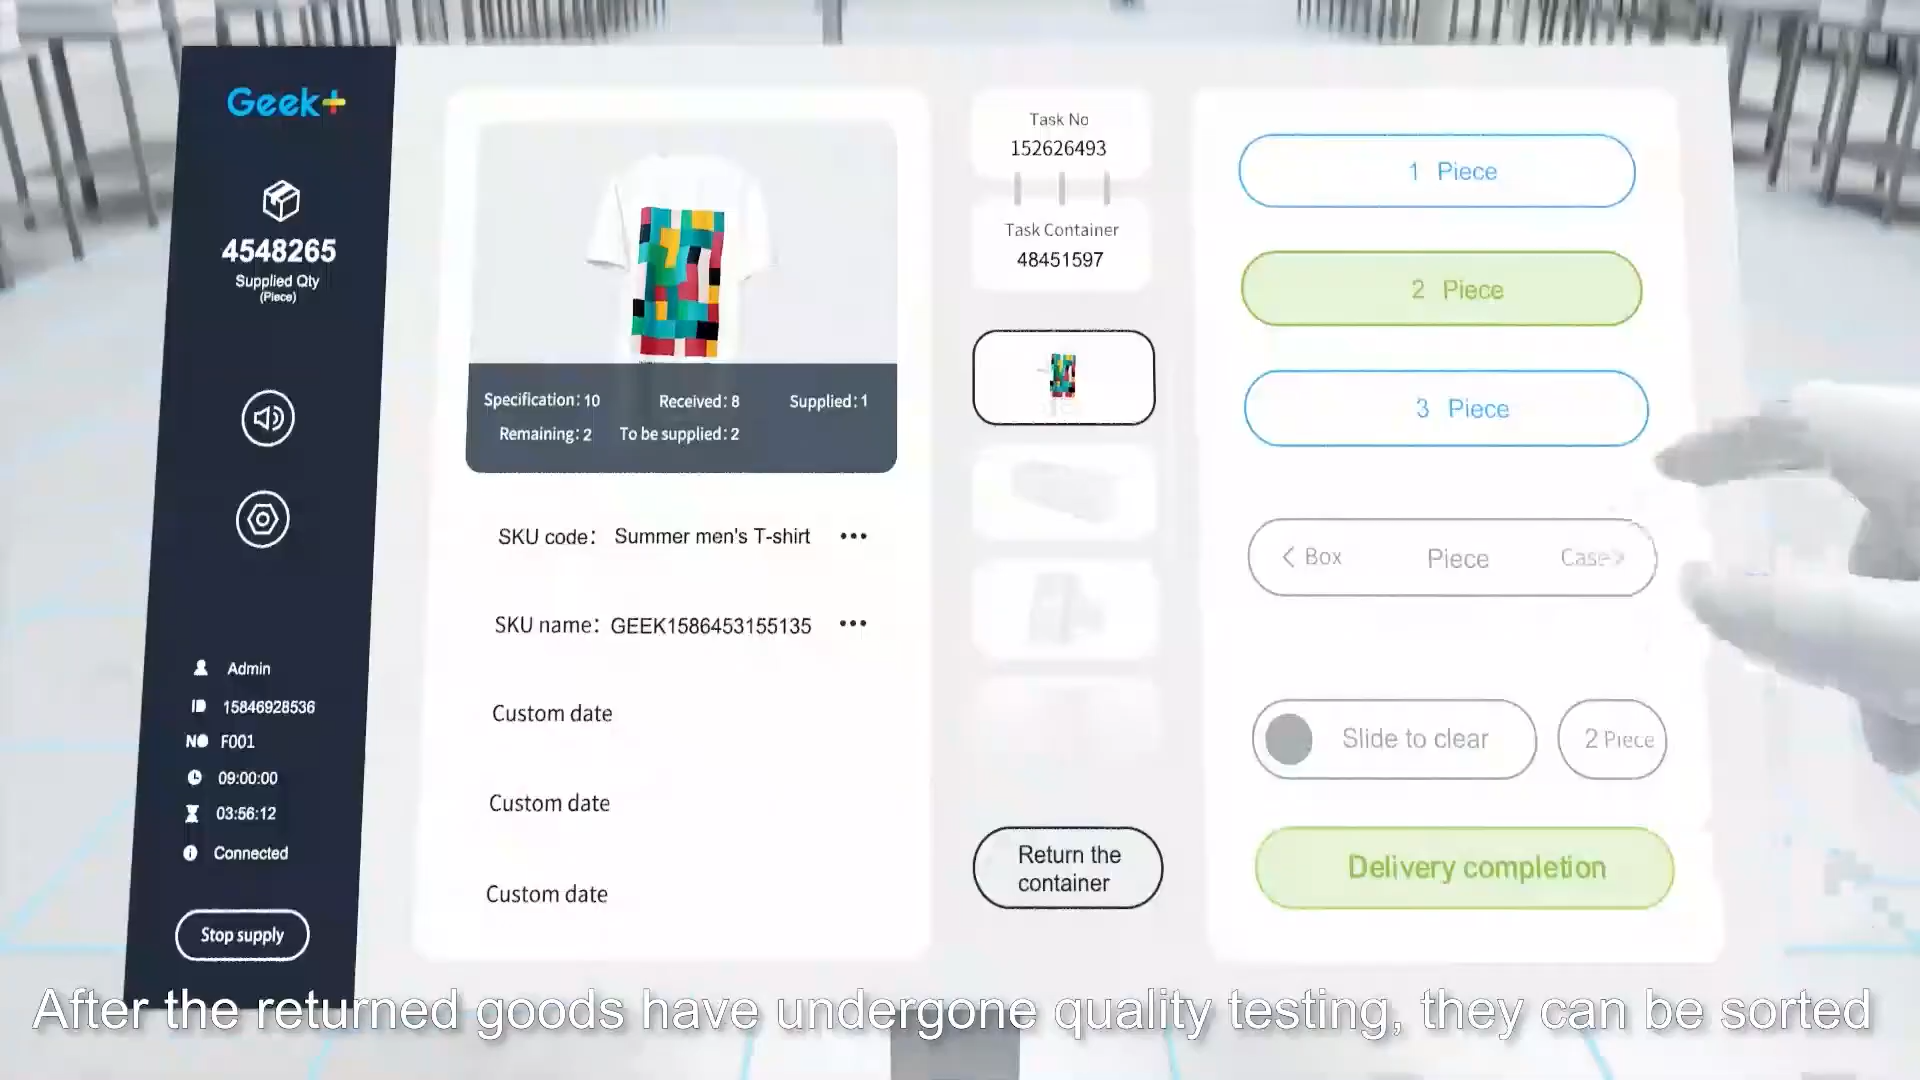 Geek+
4548265
Supplied Qty
(Piece)
Admin
ID 15846928536
NO F001
09:00:00
03:56:12
Connected
Stop supply
Specification: 10 Received: 8 Supplied: 1
Remaining: 2 To be supplied: 2
SKU code: Summer men's T-shirt •••
SKU name: GEEK1586453155135 •••
Custom date
Custom date
Custom date
Task No
152626493
Task Container
48451597
Return the
container
1 Piece
2 Piece
3 Piece
< Box Piece Case>
Slide to clear 2 Piece
Delivery completion
After the returned goods have undergone quality testing, they can be sorted